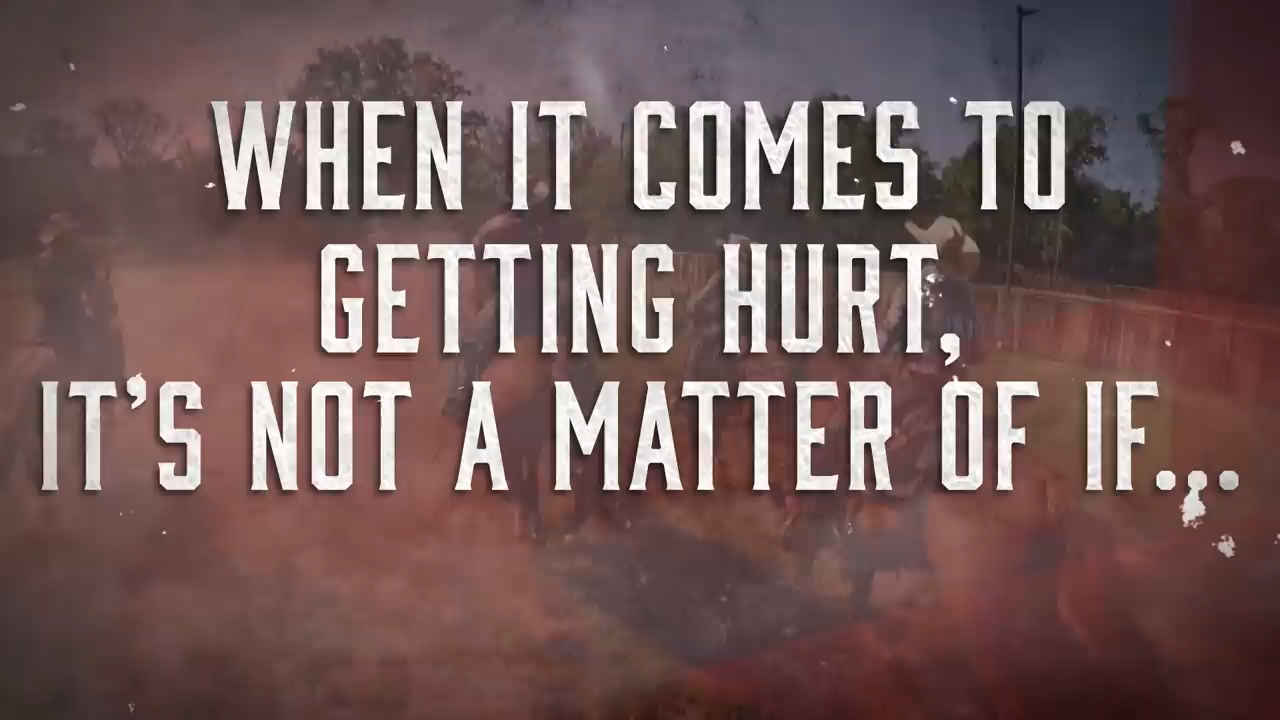 WHEN IT COMES TO
GETTING HURT,
IT'S NOT A MATTER OF IF...